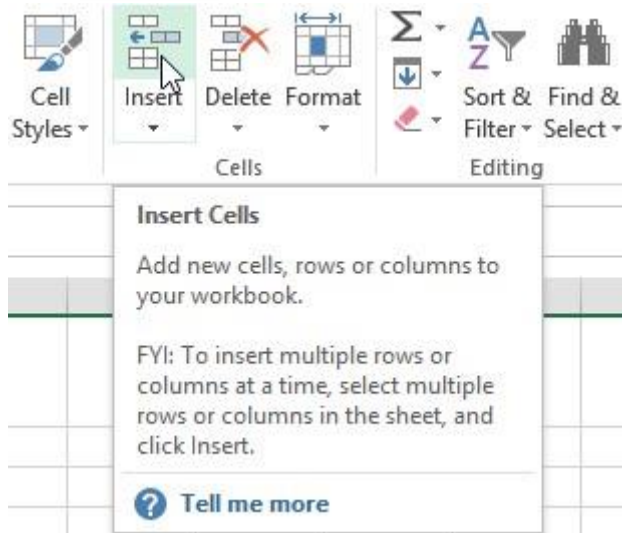 Cell
Styles
Insert
Delete
Format
Σ
A
Z
Sort &
Filter
Find &
Select
Cells
Editing
Insert Cells
Add new cells, rows or columns to
your workbook.
FYI: To insert multiple rows or
columns at a time, select multiple
rows or columns in the sheet, and
click Insert.
? Tell me more